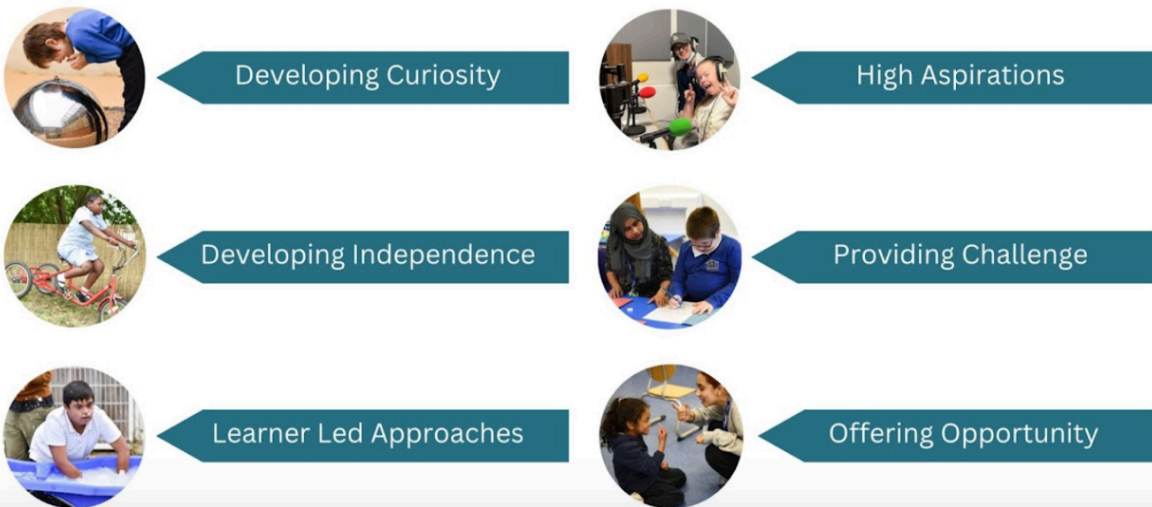 Developing Curiosity
High Aspirations
Developing Independence
Providing Challenge
Learner Led Approaches
Offering Opportunity